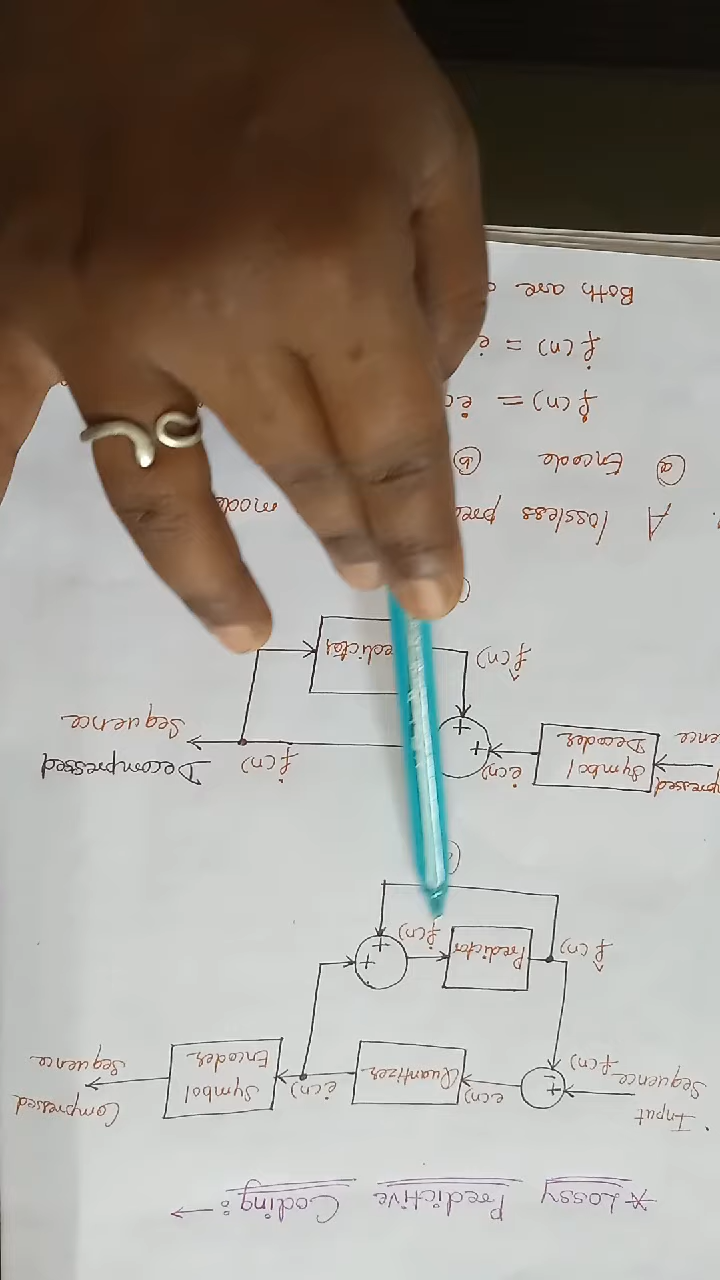 * Lossy Predictive Coding : →
Input Sequence f(n)
e(n)
Quantizer
ė(n)
Symbol Encoder
Compressed Sequence
f̂(n)
Predictor
ḟ(n)
Symbol Decoder
ė(n)
ḟ(n)
Decompressed Sequence
f̂(n)
A lossless
ⓐ Encode ⓑ
ḟ(n) =
ḟ(n) = ė
Both are